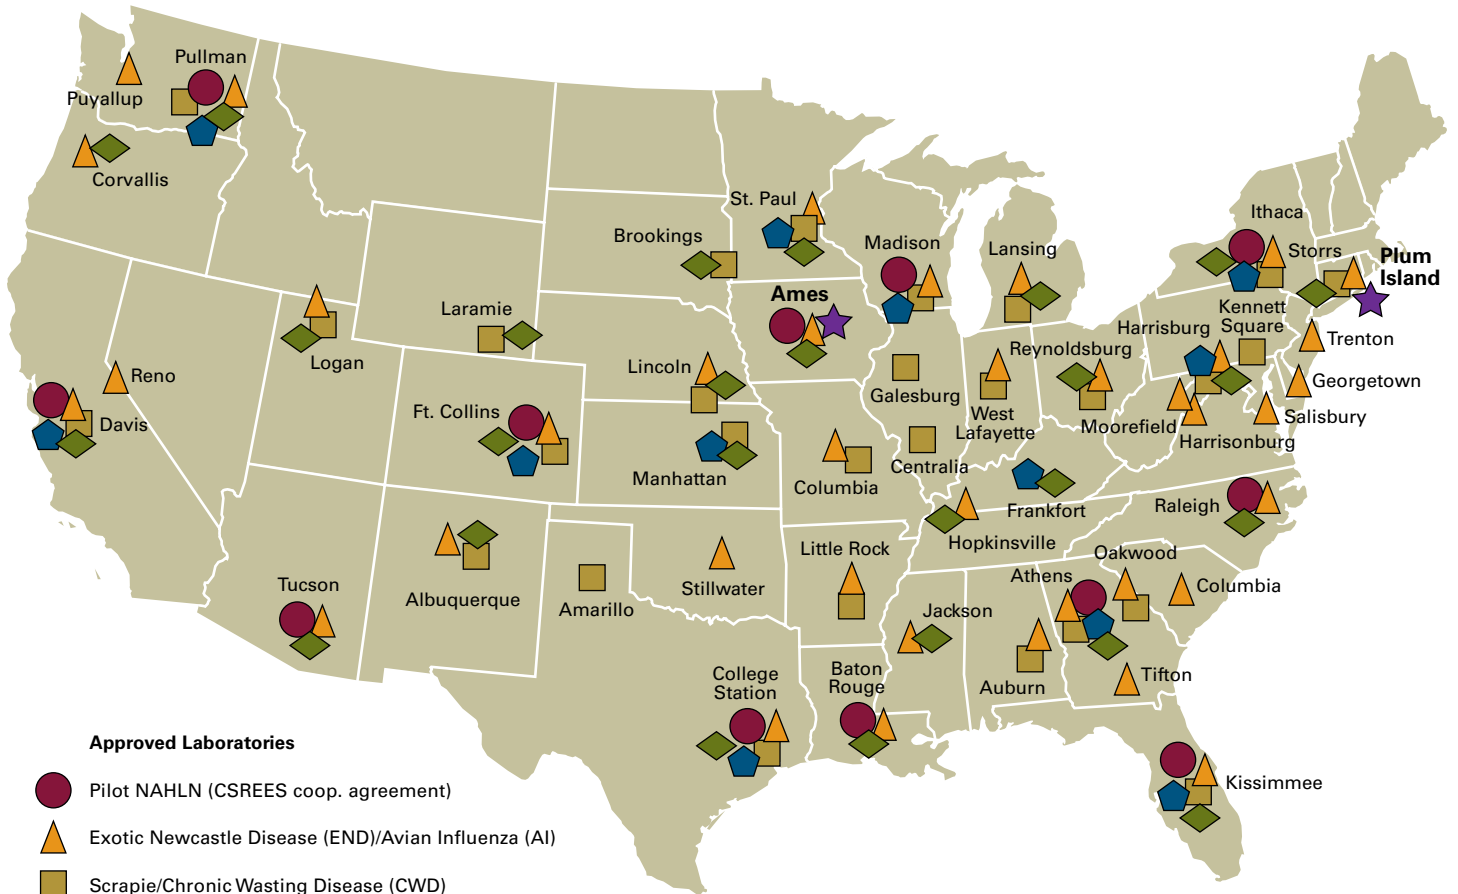 Pullman
Puyallup
Corvallis
St. Paul
Brookings
Madison
Lansing
Ithaca
Storrs
Plum
Island
Laramie
Ames
Kennett
Square
Harrisburg
Trenton
Logan
Reno
Lincoln
Reynoldsburg
Georgetown
Galesburg
West
Lafayette
Davis
Ft. Collins
Moorefield
Salisbury
Harrisonburg
Manhattan
Centralia
Columbia
Frankfort
Raleigh
Hopkinsville
Little Rock
Oakwood
Athens
Columbia
Tucson
Albuquerque
Amarillo
Stillwater
Jackson
College
Station
Baton
Rouge
Auburn
Tifton
Kissimmee
Approved Laboratories
Pilot NAHLN (CSREES coop. agreement)
Exotic Newcastle Disease (END)/Avian Influenza (AI)
Scrapie/Chronic Wasting Disease (CWD)